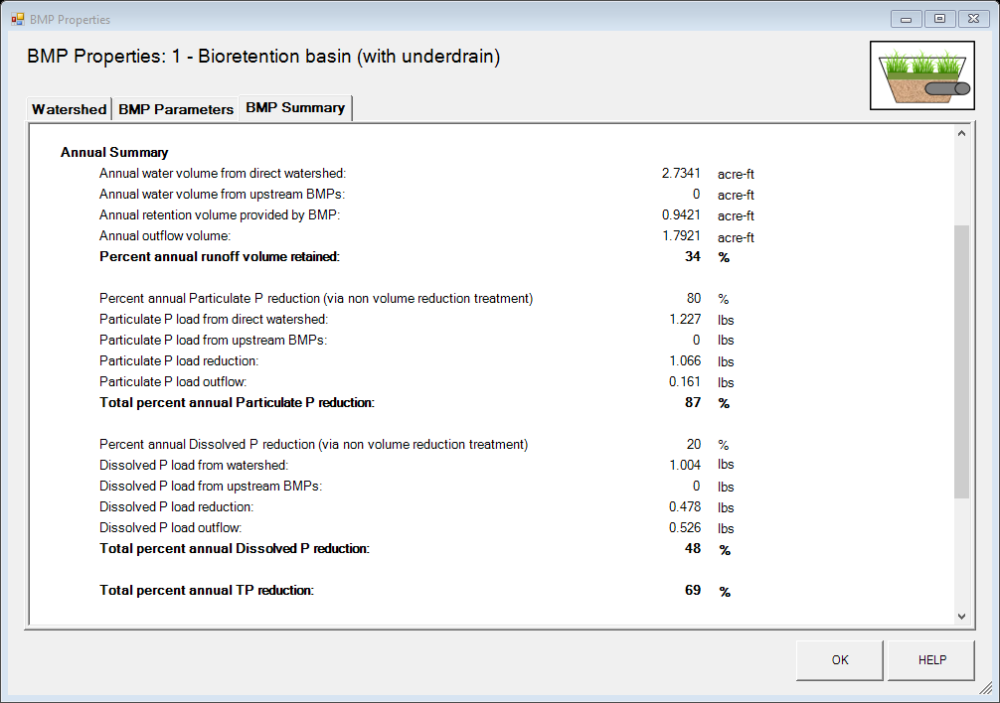 BMP Properties
BMP Properties: 1 - Bioretention basin (with underdrain)
Watershed BMP Parameters BMP Summary
Annual Summary
Annual water volume from direct watershed: 2.7341 acre-ft
Annual water volume from upstream BMPs: 0 acre-ft
Annual retention volume provided by BMP: 0.9421 acre-ft
Annual outflow volume: 1.7921 acre-ft
Percent annual runoff volume retained: 34 %
Percent annual Particulate P reduction (via non volume reduction treatment) 80 %
Particulate P load from direct watershed: 1.227 lbs
Particulate P load from upstream BMPs: 0 lbs
Particulate P load reduction: 1.066 lbs
Particulate P load outflow: 0.161 lbs
Total percent annual Particulate P reduction: 87 %
Percent annual Dissolved P reduction (via non volume reduction treatment) 20 %
Dissolved P load from watershed: 1.004 lbs
Dissolved P load from upstream BMPs: 0 lbs
Dissolved P load reduction: 0.478 lbs
Dissolved P load outflow: 0.526 lbs
Total percent annual Dissolved P reduction: 48 %
Total percent annual TP reduction: 69 %
OK HELP